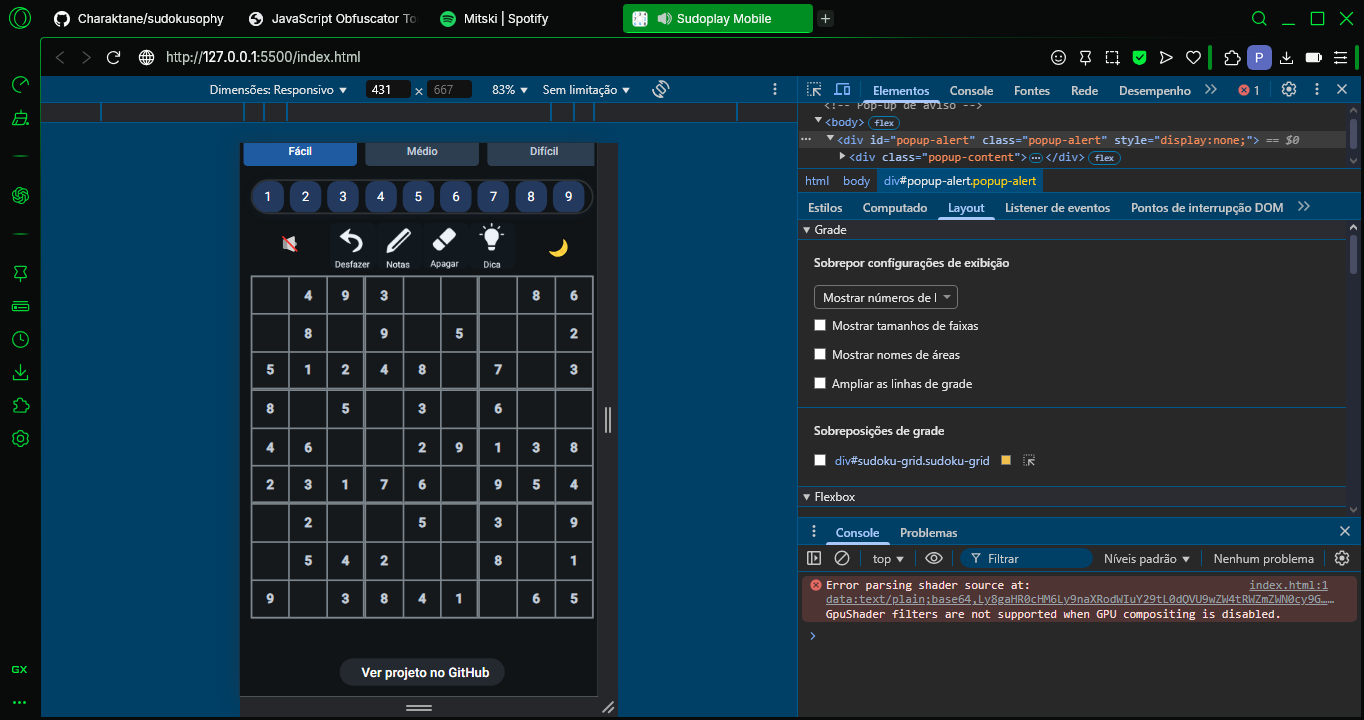 Charaktane/sudokusophy
JavaScript Obfuscator To
Mitski | Spotify
Sudoplay Mobile
+
http://127.0.0.1:5500/index.html
P
Dimensões: Responsivo
431 × 667
83%
Sem limitação
Elementos
Console
Fontes
Rede
Desempenho
1
<!-- Pop-up de aviso -->
<body> flex
<div id="popup-alert" class="popup-alert" style="display:none;"> == $0
<div class="popup-content"> … </div> flex
html body div#popup-alert.popup-alert
Estilos
Computado
Layout
Listener de eventos
Pontos de interrupção DOM
Grade
Sobrepor configurações de exibição
Mostrar números de l
Mostrar tamanhos de faixas
Mostrar nomes de áreas
Ampliar as linhas de grade
Sobreposições de grade
div#sudoku-grid.sudoku-grid
Flexbox
Console
Problemas
top
Filtrar
Níveis padrão
Nenhum problema
Error parsing shader source at:
index.html:1
data:text/plain;base64,Ly8gaHR0cHM6Ly9naXRodWIuY29tL0dQVU9wZW4tRWZmZWN0cy9G…
GpuShader filters are not supported when GPU compositing is disabled.
Fácil
Médio
Difícil
1 2 3 4 5 6 7 8 9
Desfazer
Notas
Apagar
Dica
4 9 3 8 6
8 9 5 2
5 1 2 4 8 7 3
8 5 3 6
4 6 2 9 1 3 8
2 3 1 7 6 9 5 4
2 5 3 9
5 4 2 8 1
9 3 8 4 1 6 5
Ver projeto no GitHub
GX